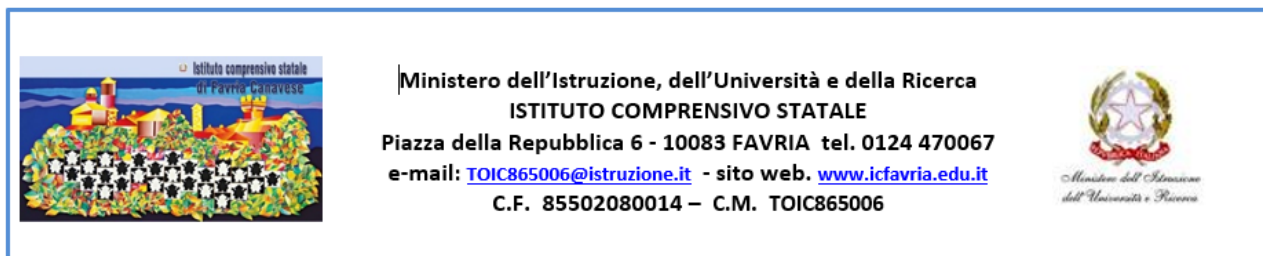 Istituto comprensivo statale
di Favria Canavese
Ministero dell'Istruzione, dell'Università e della Ricerca
ISTITUTO COMPRENSIVO STATALE
Piazza della Repubblica 6 - 10083 FAVRIA tel. 0124 470067
e-mail: TOIC865006@istruzione.it - sito web. www.icfavria.edu.it
C.F. 85502080014 – C.M. TOIC865006
REPVBBLICA ITALIANA
Ministero dell'Istruzione
dell'Università e Ricerca